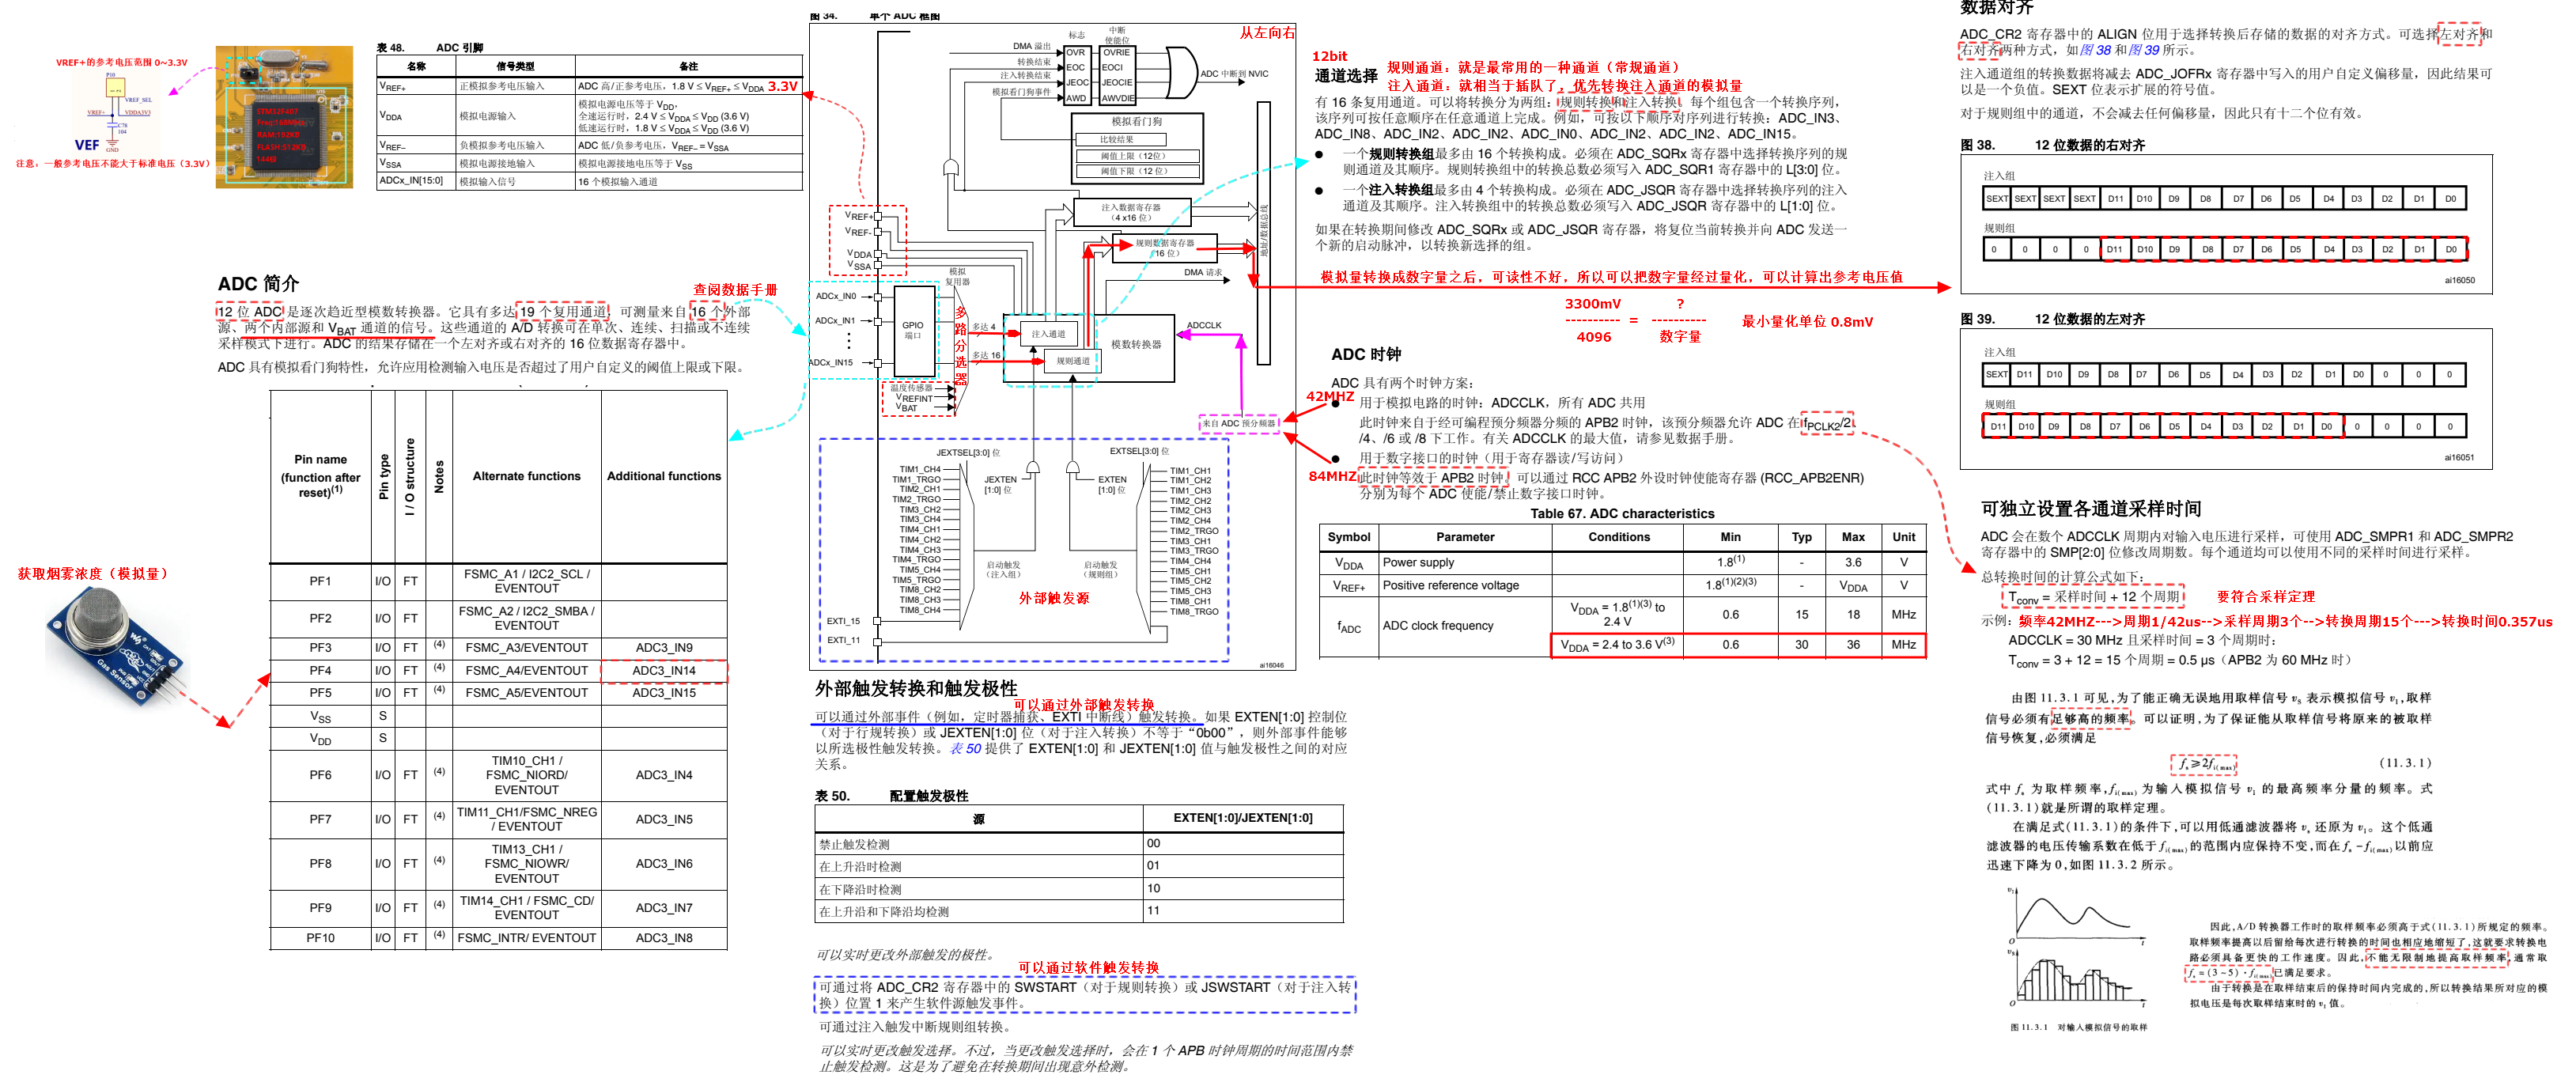 VREF+的参考电压范围 0~3.3V
P10
VREF_SEL
VREF+
VDDA3V3
C78
104
GND
VEF
注意，一般参考电压不能大于标准电压（3.3V）
STM32F407
Freq:168MHz
RAM:192KB
FLASH:512KB
144脚
表 48. ADC 引脚
名称 信号类型 备注
VREF+ 正模拟参考电压输入 ADC 高/正参考电压，1.8 V ≤ VREF+ ≤ VDDA 3.3V
VDDA 模拟电源输入 模拟电源电压等于 VDD，
全速运行时，2.4 V ≤ VDDA ≤ VDD (3.6 V)
低速运行时，1.8 V ≤ VDDA ≤ VDD (3.6 V)
VREF– 负模拟参考电压输入 ADC 低/负参考电压，VREF– = VSSA
VSSA 模拟电源接地输入 模拟电源接地电压等于 VSS
ADCx_IN[15:0] 模拟输入信号 16 个模拟输入通道
ADC 简介
查阅数据手册
12 位 ADC 是逐次趋近型模数转换器。它具有多达 19 个复用通道，可测量来自 16 个外部
源、两个内部源和 VBAT 通道的信号。这些通道的 A/D 转换可在单次、连续、扫描或不连续
采样模式下进行。ADC 的结果存储在一个左对齐或右对齐的 16 位数据寄存器中。
ADC 具有模拟看门狗特性，允许应用检测输入电压是否超过了用户自定义的阈值上限或下限。
Pin name (function after reset)(1) Pin type I / O structure Notes Alternate functions Additional functions
PF1 I/O FT FSMC_A1 / I2C2_SCL / EVENTOUT
PF2 I/O FT FSMC_A2 / I2C2_SMBA / EVENTOUT
PF3 I/O FT (4) FSMC_A3/EVENTOUT ADC3_IN9
PF4 I/O FT (4) FSMC_A4/EVENTOUT ADC3_IN14
PF5 I/O FT (4) FSMC_A5/EVENTOUT ADC3_IN15
VSS S
VDD S
PF6 I/O FT (4) TIM10_CH1 / FSMC_NIORD/ EVENTOUT ADC3_IN4
PF7 I/O FT (4) TIM11_CH1/FSMC_NREG / EVENTOUT ADC3_IN5
PF8 I/O FT (4) TIM13_CH1 / FSMC_NIOWR/ EVENTOUT ADC3_IN6
PF9 I/O FT (4) TIM14_CH1 / FSMC_CD/ EVENTOUT ADC3_IN7
PF10 I/O FT (4) FSMC_INTR/ EVENTOUT ADC3_IN8
获取烟雾浓度（模拟量）
Gas Sensor
图 34. 单个 ADC 框图
从左向右
标志
中断
使能位
DMA 溢出
转换结束
注入转换结束
模拟看门狗事件
OVR OVRIE
EOC EOCI
JEOC JEOCIE
AWD AWVDIE
ADC 中断到 NVIC
模拟看门狗
比较结果
阈值上限（12位）
阈值下限（12 位）
注入数据寄存器
（4 x16 位）
规则数据寄存器
（16 位）
地址/数据总线
DMA 请求
VREF+
VREF-
VDDA
VSSA
模拟
复用器
ADCx_IN0
ADCx_IN1
ADCx_IN15
GPIO
端口
多路分选器
多达 4
多达 16
注入通道
规则通道
模数转换器
ADCCLK
温度传感器
VREFINT
VBAT
来自 ADC 预分频器
JEXTSEL[3:0] 位
EXTSEL[3:0] 位
TIM1_CH4
TIM1_TRGO
TIM2_CH1
TIM2_TRGO
TIM3_CH2
TIM3_CH4
TIM4_CH1
TIM4_CH2
TIM4_CH3
TIM4_TRGO
TIM5_CH4
TIM5_TRGO
TIM8_CH2
TIM8_CH3
TIM8_CH4
JEXTEN
[1:0] 位
EXTEN
[1:0] 位
TIM1_CH1
TIM1_CH2
TIM1_CH3
TIM2_CH2
TIM2_CH3
TIM2_CH4
TIM2_TRGO
TIM3_CH1
TIM3_TRGO
TIM4_CH4
TIM5_CH1
TIM5_CH2
TIM5_CH3
TIM8_CH1
TIM8_TRGO
启动触发
（注入组）
启动触发
（规则组）
外部触发源
EXTI_15
EXTI_11
ai16046
外部触发转换和触发极性
可以通过外部触发转换
可以通过外部事件（例如，定时器捕获、EXTI 中断线）触发转换。如果 EXTEN[1:0] 控制位
（对于行规转换）或 JEXTEN[1:0] 位（对于注入转换）不等于“0b00”，则外部事件能够
以所选极性触发转换。表 50 提供了 EXTEN[1:0] 和 JEXTEN[1:0] 值与触发极性之间的对应
关系。
表 50. 配置触发极性
源 EXTEN[1:0]/JEXTEN[1:0]
禁止触发检测 00
在上升沿时检测 01
在下降沿时检测 10
在上升沿和下降沿均检测 11
可以实时更改外部触发的极性。
可以通过软件触发转换
可通过将 ADC_CR2 寄存器中的 SWSTART（对于规则转换）或 JSWSTART（对于注入转
换）位置 1 来产生软件源触发事件。
可通过注入触发中断规则组转换。
可以实时更改触发选择。不过，当更改触发选择时，会在 1 个 APB 时钟周期的时间范围内禁
止触发检测。这是为了避免在转换期间出现意外检测。
12bit
通道选择
规则通道：就是最常用的一种通道（常规通道）
注入通道：就相当于插队了，优先转换注入通道的模拟量
有 16 条复用通道。可以将转换分为两组：规则转换和注入转换。每个组包含一个转换序列，
该序列可按任意顺序在任意通道上完成。例如，可按以下顺序对序列进行转换：ADC_IN3、
ADC_IN8、ADC_IN2、ADC_IN2、ADC_IN0、ADC_IN2、ADC_IN2、ADC_IN15。
● 一个规则转换组最多由 16 个转换构成。必须在 ADC_SQRx 寄存器中选择转换序列的规
则通道及其顺序。规则转换组中的转换总数必须写入 ADC_SQR1 寄存器中的 L[3:0] 位。
● 一个注入转换组最多由 4 个转换构成。必须在 ADC_JSQR 寄存器中选择转换序列的注入
通道及其顺序。注入转换组中的转换总数必须写入 ADC_JSQR 寄存器中的 L[1:0] 位。
如果在转换期间修改 ADC_SQRx 或 ADC_JSQR 寄存器，将复位当前转换并向 ADC 发送一
个新的启动脉冲，以转换新选择的组。
模拟量转换成数字量之后，可读性不好，所以可以把数字量经过量化，可以计算出参考电压值
3300mV ?
---------- = ----------
4096 数字量
最小量化单位 0.8mV
ADC 时钟
ADC 具有两个时钟方案：
42MHZ
● 用于模拟电路的时钟：ADCCLK，所有 ADC 共用
此时钟来自于经可编程预分频器分频的 APB2 时钟，该预分频器允许 ADC 在 fPCLK2/2、
/4、/6 或 /8 下工作。有关 ADCCLK 的最大值，请参见数据手册。
● 用于数字接口的时钟（用于寄存器读/写访问）
84MHZ
此时钟等效于 APB2 时钟。可以通过 RCC APB2 外设时钟使能寄存器 (RCC_APB2ENR)
分别为每个 ADC 使能/禁止数字接口时钟。
Table 67. ADC characteristics
Symbol Parameter Conditions Min Typ Max Unit
VDDA Power supply 1.8(1) - 3.6 V
VREF+ Positive reference voltage 1.8(1)(2)(3) - VDDA V
fADC ADC clock frequency VDDA = 1.8(1)(3) to 2.4 V 0.6 15 18 MHz
VDDA = 2.4 to 3.6 V(3) 0.6 30 36 MHz
数据对齐
ADC_CR2 寄存器中的 ALIGN 位用于选择转换后存储的数据的对齐方式。可选择左对齐和
右对齐两种方式，如图 38 和图 39 所示。
注入通道组的转换数据将减去 ADC_JOFRx 寄存器中写入的用户自定义偏移量，因此结果可
以是一个负值。SEXT 位表示扩展的符号值。
对于规则组中的通道，不会减去任何偏移量，因此只有十二个位有效。
图 38. 12 位数据的右对齐
注入组
SEXT SEXT SEXT SEXT D11 D10 D9 D8 D7 D6 D5 D4 D3 D2 D1 D0
规则组
0 0 0 0 D11 D10 D9 D8 D7 D6 D5 D4 D3 D2 D1 D0
ai16050
图 39. 12 位数据的左对齐
注入组
SEXT D11 D10 D9 D8 D7 D6 D5 D4 D3 D2 D1 D0 0 0 0
规则组
D11 D10 D9 D8 D7 D6 D5 D4 D3 D2 D1 D0 0 0 0 0
ai16051
可独立设置各通道采样时间
ADC 会在数个 ADCCLK 周期内对输入电压进行采样，可使用 ADC_SMPR1 和 ADC_SMPR2
寄存器中的 SMP[2:0] 位修改周期数。每个通道均可以使用不同的采样时间进行采样。
总转换时间的计算公式如下：
Tconv = 采样时间 + 12 个周期
要符合采样定理
示例：
频率42MHZ--->周期1/42us-->采样周期3个-->转换周期15个--->转换时间0.357us
ADCCLK = 30 MHz 且采样时间 = 3 个周期时：
Tconv = 3 + 12 = 15 个周期 = 0.5 µs（APB2 为 60 MHz 时）
由图 11.3.1 可见，为了能正确无误地用取样信号 vS 表示模拟信号 vI，取样
信号必须有足够高的频率。可以证明，为了保证能从取样信号将原来的被取样
信号恢复，必须满足
fs≥2fi(max) (11.3.1)
式中 fs 为取样频率，fi(max) 为输入模拟信号 vI 的最高频率分量的频率。式
(11.3.1)就是所谓的取样定理。
在满足式(11.3.1)的条件下，可以用低通滤波器将 vs 还原为 vI。这个低通
滤波器的电压传输系数在低于 fi(max) 的范围内应保持不变，而在 fs－fi(max) 以前应
迅速下降为 0，如图 11.3.2 所示。
vI
O
t
vS
O
t
图 11.3.1 对输入模拟信号的取样
因此，A/D 转换器工作时的取样频率必须高于式(11.3.1)所规定的频率。
取样频率提高以后留给每次进行转换的时间也相应地缩短了，这就要求转换电
路必须具备更快的工作速度。因此，不能无限制地提高取样频率，通常取
fs＝(3～5)·fi(max)已满足要求。
由于转换是在取样结束后的保持时间内完成的，所以转换结果所对应的模
拟电压是每次取样结束时的 vI 值。